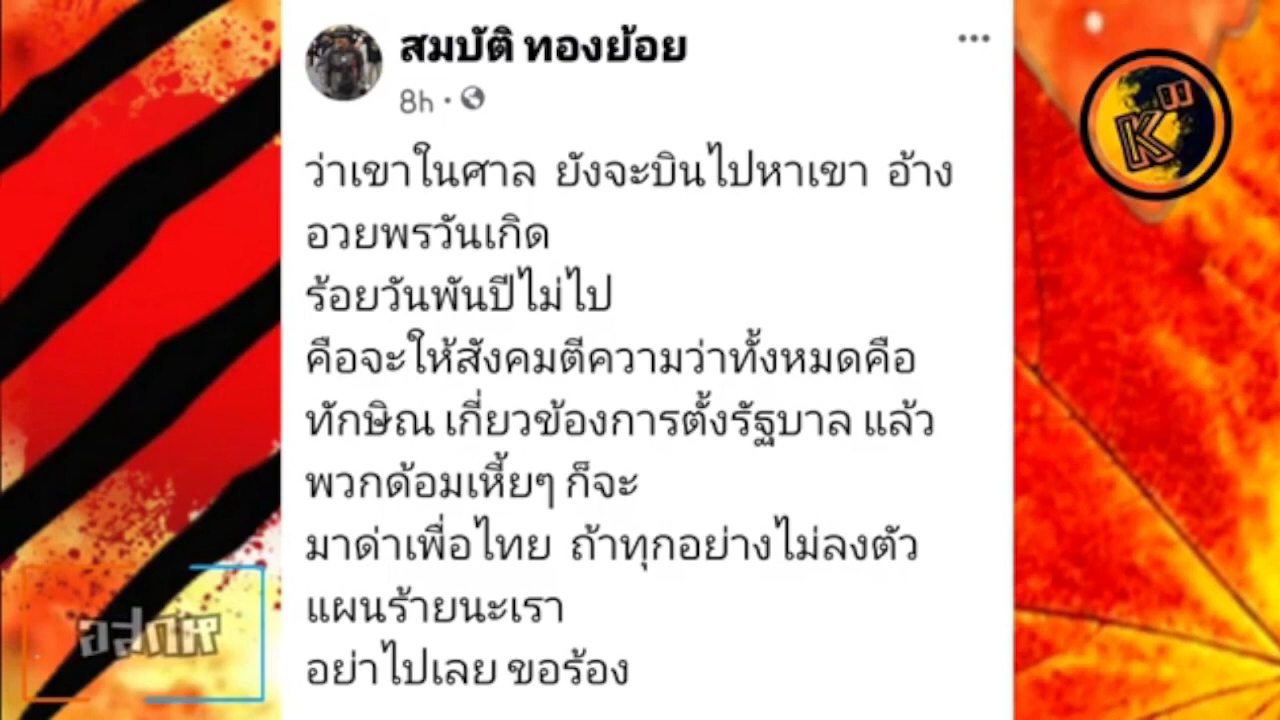 สมบัติ ทองย้อย
8h
K"
ว่าเขาในศาล ยังจะบินไปหาเขา อ้าง
อวยพรวันเกิด
ร้อยวันพันปีไม่ไป
คือจะให้สังคมตีความว่าทั้งหมดคือ
ทักษิณ เกี่ยวข้องการตั้งรัฐบาล แล้ว
พวกด้อมเหี้ยๆ ก็จะ
มาด่าเพื่อไทย ถ้าทุกอย่างไม่ลงตัว
แผนร้ายนะเรา
อย่าไปเลย ขอร้อง